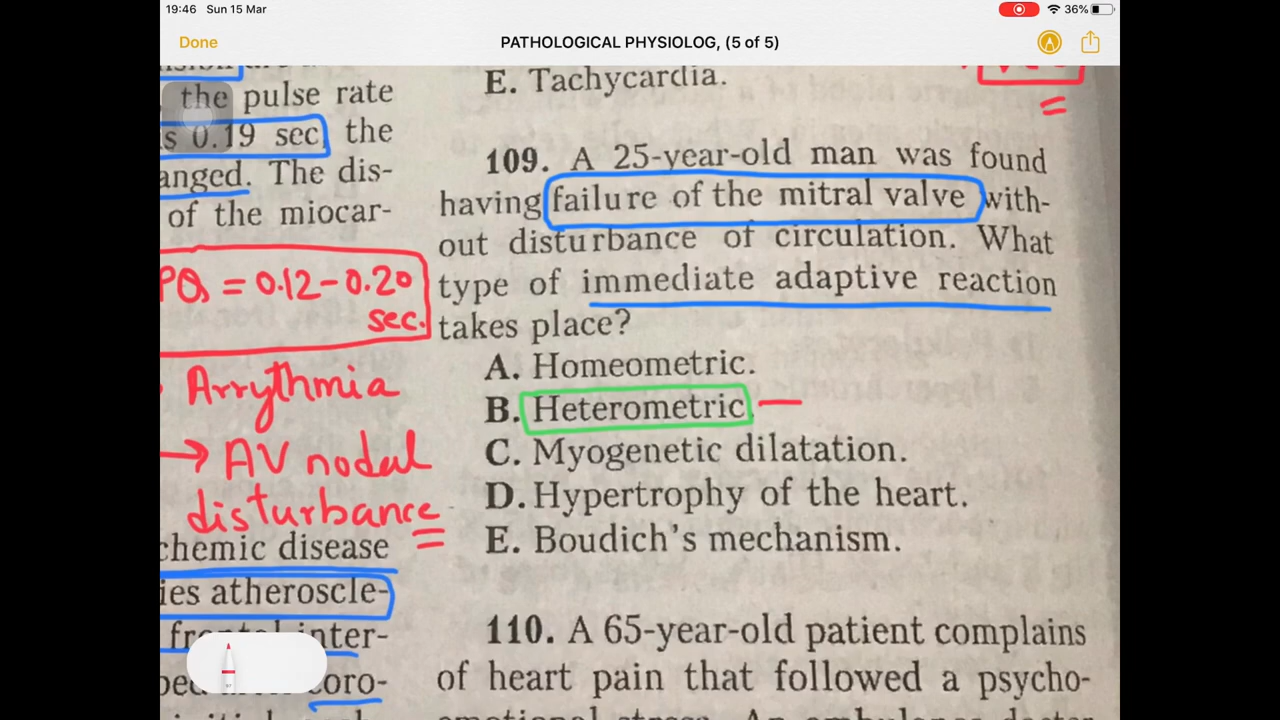 19:46 Sun 15 Mar
36%
Done
PATHOLOGICAL PHYSIOLOG, (5 of 5)
the pulse rate
s 0.19 sec, the
anged. The dis-
of the miocar-
PQ = 0.12-0.20
sec.
Arrythmia
→ AV nodal
disturbance
chemic disease
ies atheroscle-
inter-
coro-
E. Tachycardia.
109. A 25-year-old man was found
having failure of the mitral valve with-
out disturbance of circulation. What
type of immediate adaptive reaction
takes place?
A. Homeometric.
B. Heterometric.
C. Myogenetic dilatation.
D. Hypertrophy of the heart.
E. Boudich's mechanism.
110. A 65-year-old patient complains
of heart pain that followed a psycho-